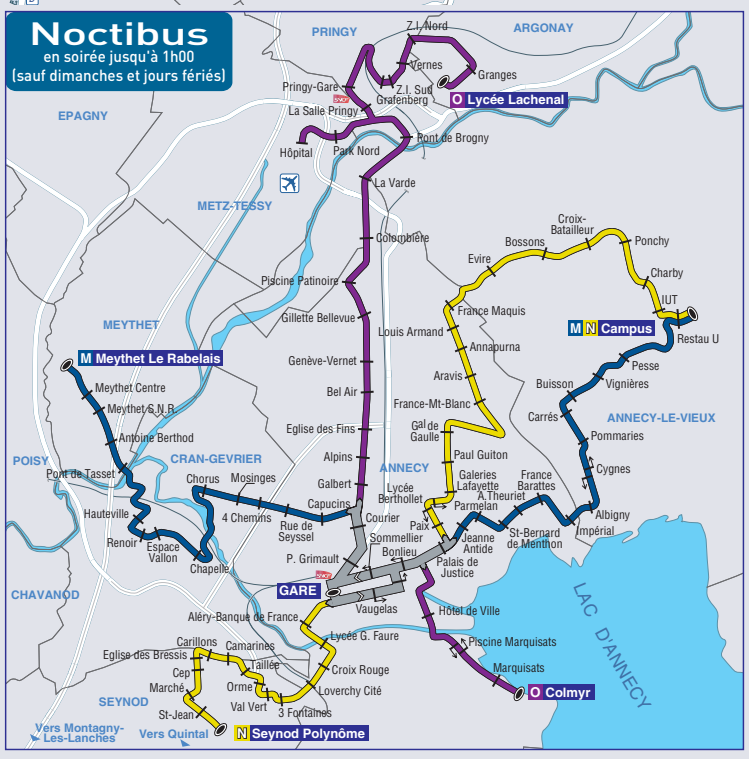 Noctibus
en soirée jusqu'à 1h00
(sauf dimanches et jours fériés)
PRINGY
ARGONAY
Z.I. Nord
Vernes
Granges
Pringy-Gare
Z.I. Sud
Grafenberg
O Lycée Lachenal
SNCF
La Salle Pringy
EPAGNY
Hôpital
Park Nord
Pont de Brogny
La Varde
METZ-TESSY
Croix-
Batailleur
Colombière
Bossons
Ponchy
Evire
Charby
Piscine Patinoire
IUT
France Maquis
Gillette Bellevue
MEYTHET
Louis Armand
M N Campus
Restau U
M Meythet Le Rabelais
Annapurna
Genève-Vernet
Pesse
Aravis
Vignières
Buisson
Meythet Centre
Bel Air
Meythet S.N.R.
France-Mt-Blanc
Carrés
ANNECY-LE-VIEUX
Antoine Berthod
Eglise des Fins
Gal de
Gaulle
Pommaries
POISY
CRAN-GEVRIER
Alpins
Paul Guiton
ANNECY
Pont de Tasset
Chorus
Mosinges
Galbert
Lycée
Berthollet
Galeries
Lafayette
France
Barattes
Cygnes
A.Theuriet
Parmelan
Capucins
Hauteville
4 Chemins
Courier
Albigny
Rue de
Seyssel
Paix
Impérial
Renoir
Espace
Vallon
Sommellier
Jeanne
Antide
St-Bernard
de Menthon
Bonlieu
Chapelle
P. Grimault
Palais de
Justice
SNCF
GARE
CHAVANOD
Vaugelas
LAC D'ANNECY
Aléry-Banque de France
Hôtel de Ville
Lycée G. Faure
Carillons
Camarines
Piscine Marquisats
Eglise des Bressis
Taillée
Croix Rouge
Marquisats
Cep
Orme
Loverchy Cité
Marché
O Colmyr
SEYNOD
Val Vert
3 Fontaines
St-Jean
Vers Montagny-
Les-Lanches
Vers Quintal
N Seynod Polynôme